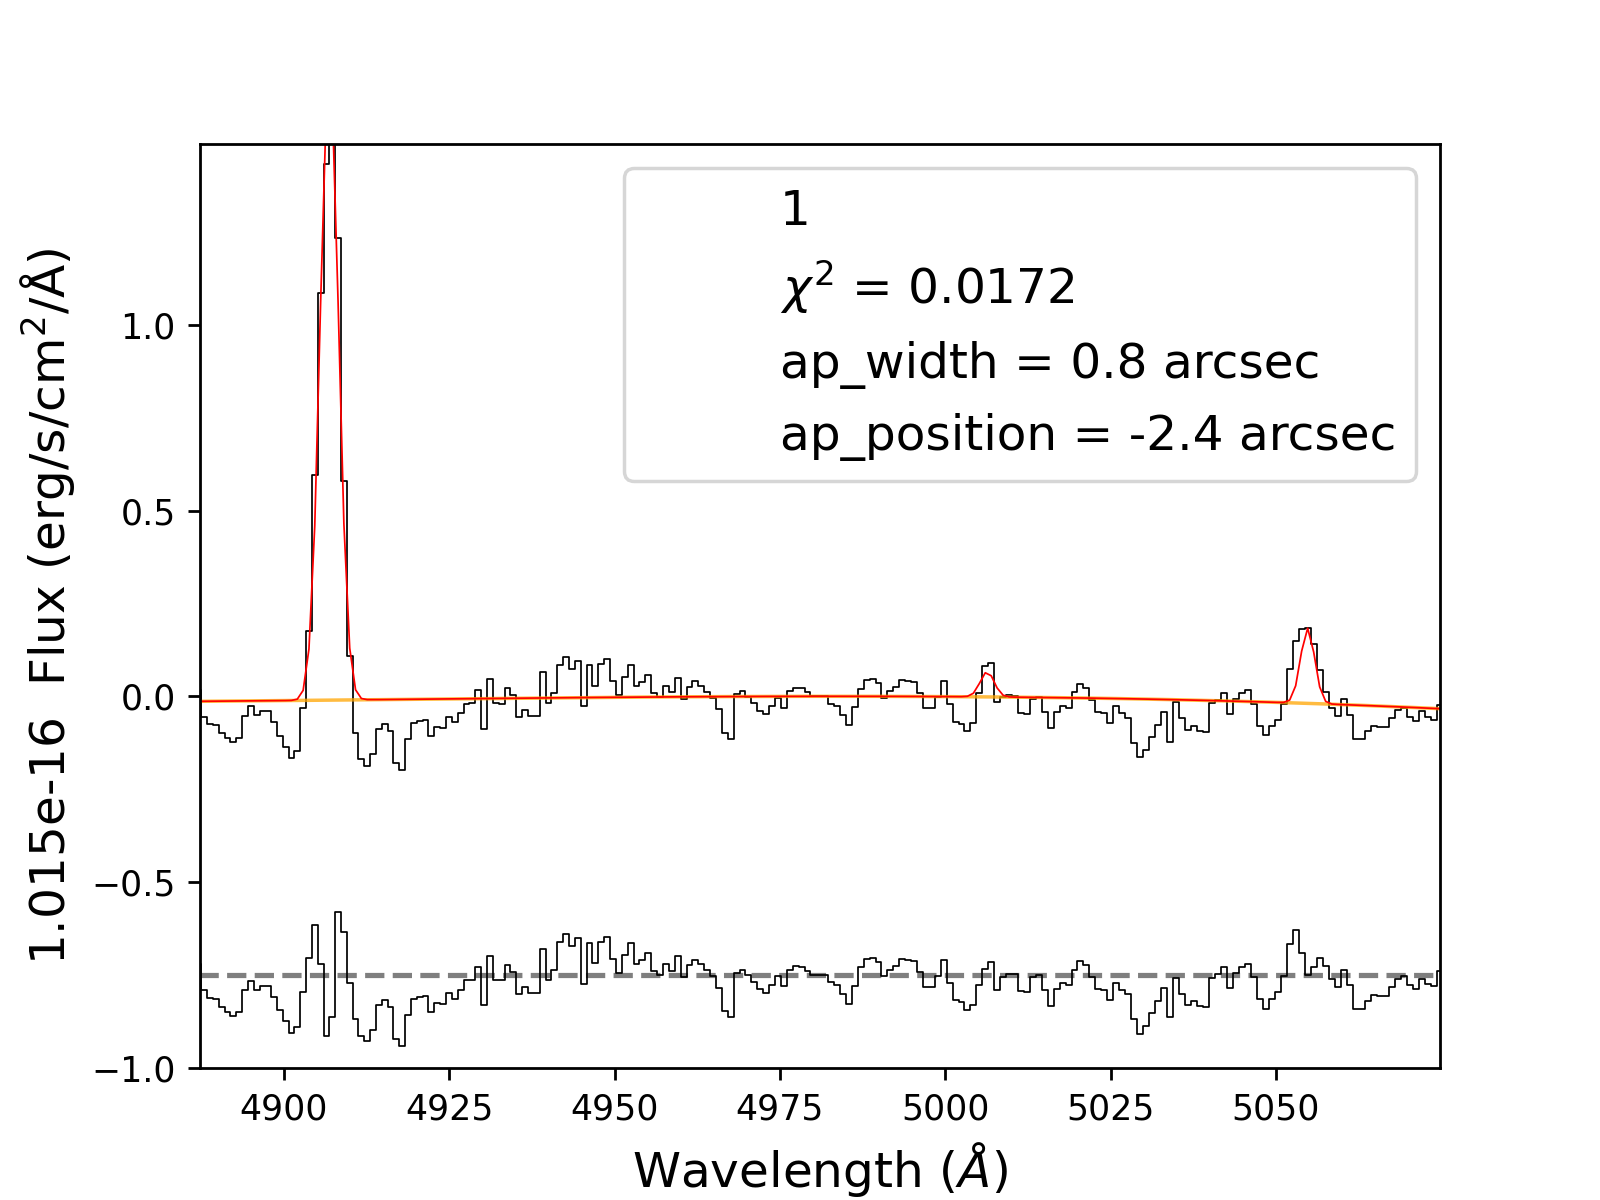 1
χ² = 0.0172
ap_width = 0.8 arcsec
ap_position = -2.4 arcsec
1.015e-16 Flux (erg/s/cm²/Å)
1.0
0.5
0.0
−0.5
−1.0
4900 4925 4950 4975 5000 5025 5050
Wavelength (Å)